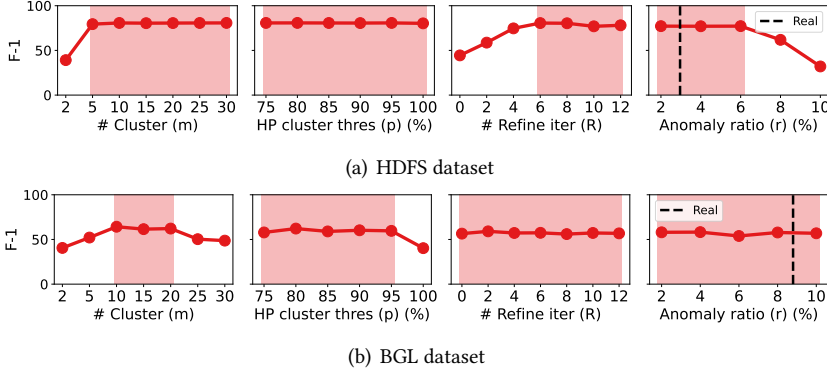 100
50
0
F-1
2 5 10 15 20 25 30
# Cluster (m)
75 80 85 90 95 100
HP cluster thres (p) (%)
0 2 4 6 8 10 12
# Refine iter (R)
Real
2 4 6 8 10
Anomaly ratio (r) (%)
(a) HDFS dataset
100
50
0
F-1
2 5 10 15 20 25 30
# Cluster (m)
75 80 85 90 95 100
HP cluster thres (p) (%)
0 2 4 6 8 10 12
# Refine iter (R)
Real
2 4 6 8 10
Anomaly ratio (r) (%)
(b) BGL dataset